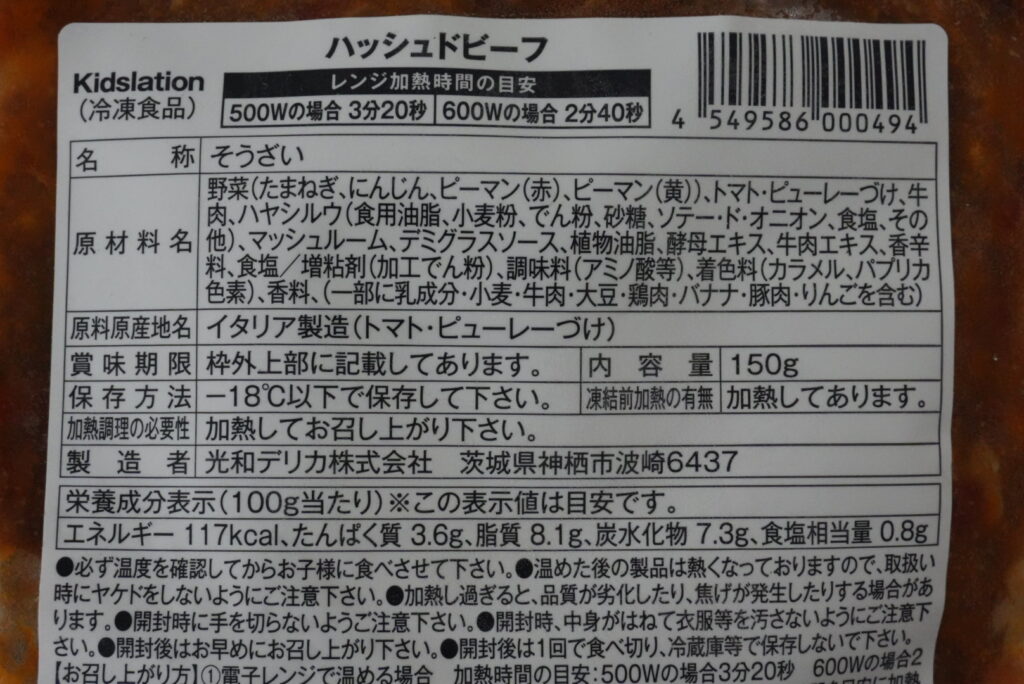 ハッシュドビーフ
Kidslation
(冷凍食品)
レンジ加熱時間の目安
500Wの場合 3分20秒 600Wの場合 2分40秒
4 549586 000494
名称 そうざい
原材料名
野菜(たまねぎ、にんじん、ピーマン(赤)、ピーマン(黄))、トマト・ピューレーづけ、牛
肉、ハヤシルウ(食用油脂、小麦粉、でん粉、砂糖、ソテー・ド・オニオン、食塩、その
他)、マッシュルーム、デミグラスソース、植物油脂、酵母エキス、牛肉エキス、香辛
料、食塩/増粘剤(加工でん粉)、調味料(アミノ酸等)、着色料(カラメル、パプリカ
色素)、香料、(一部に乳成分・小麦・牛肉・大豆・鶏肉・バナナ・豚肉・りんごを含む)
原料原産地名 イタリア製造(トマト・ピューレーづけ)
賞味期限 枠外上部に記載してあります。 内容量 150g
保存方法 −18℃以下で保存して下さい。 凍結前加熱の有無 加熱してあります。
加熱調理の必要性 加熱してお召し上がり下さい。
製造者 光和デリカ株式会社 茨城県神栖市波崎6437
栄養成分表示(100g当たり)※この表示値は目安です。
エネルギー 117kcal、たんぱく質 3.6g、脂質 8.1g、炭水化物 7.3g、食塩相当量 0.8g
●必ず温度を確認してからお子様に食べさせて下さい。●温めた後の製品は熱くなっておりますので、取扱い
時にヤケドをしないようにご注意下さい。●加熱し過ぎると、品質が劣化したり、焦げが発生したりする場合があ
ります。●開封時に手を切らないようご注意下さい。●開封時、中身がはねて衣服等を汚さないようにご注意下
さい。●開封後はお早めにお召し上がり下さい。●開封後は1回で食べ切り、冷蔵庫等で保存しないで下さい。
【お召し上がり方】①電子レンジで温める場合 加熱時間の目安:500Wの場合3分20秒 600Wの場合2